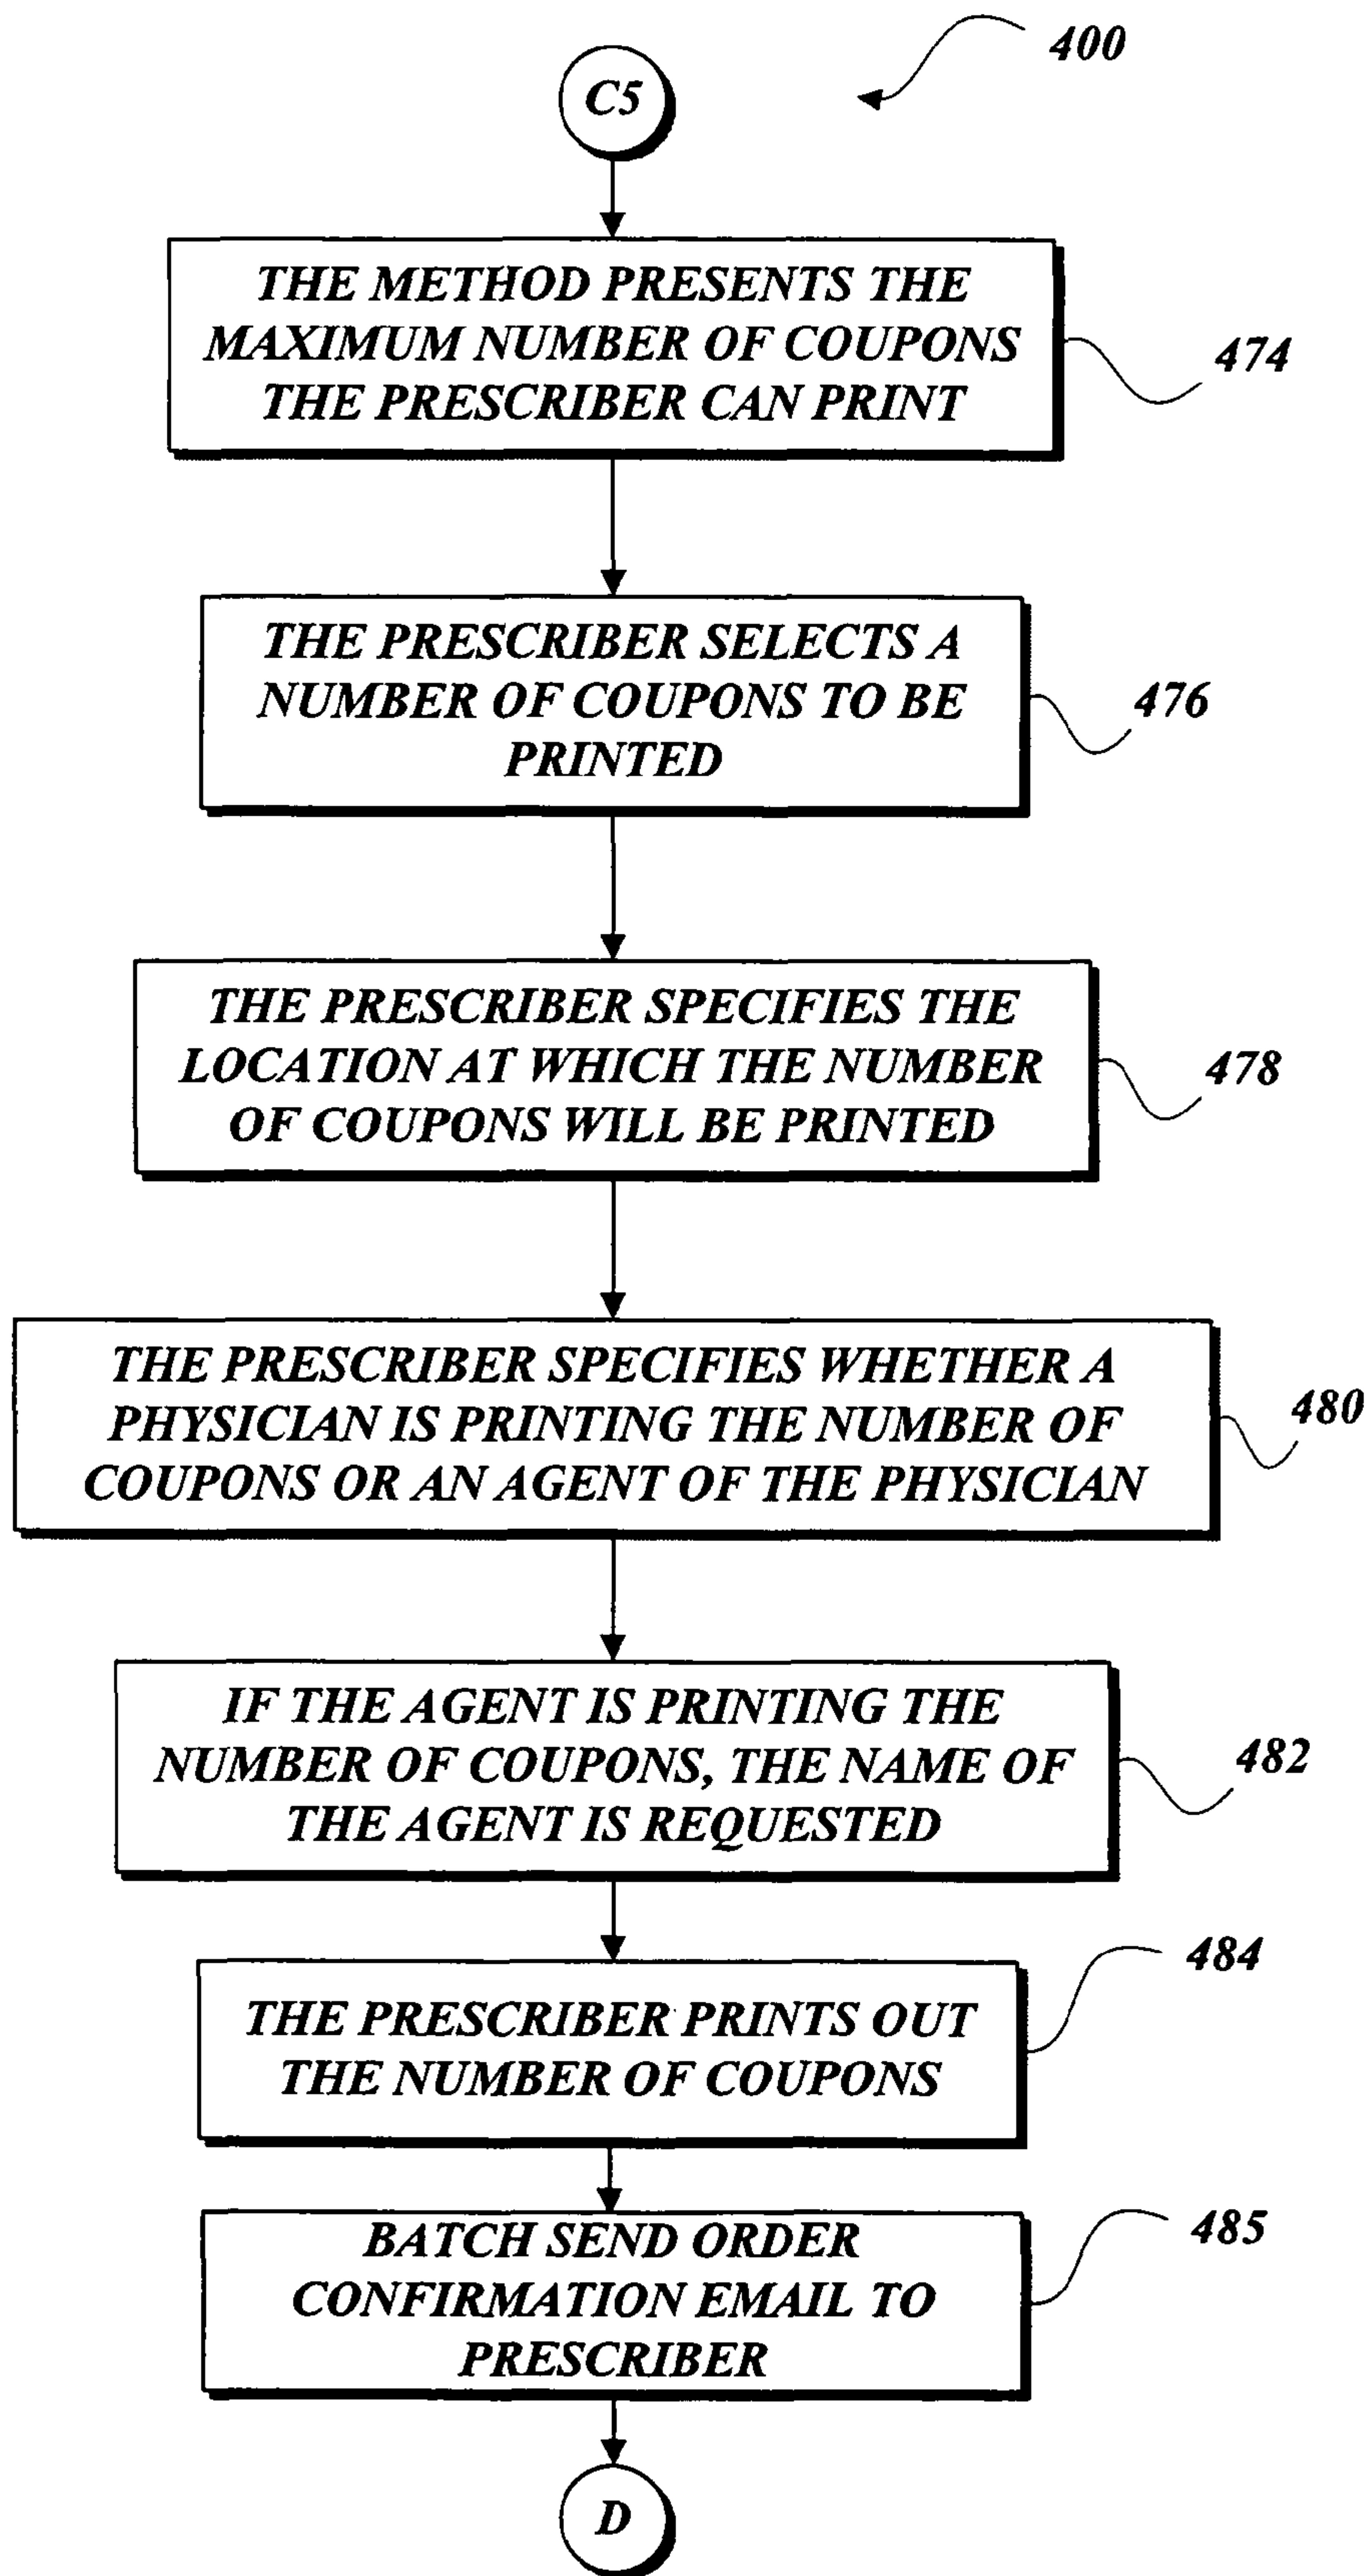 400
C5
THE METHOD PRESENTS THE
MAXIMUM NUMBER OF COUPONS
THE PRESCRIBER CAN PRINT
474
THE PRESCRIBER SELECTS A
NUMBER OF COUPONS TO BE
PRINTED
476
THE PRESCRIBER SPECIFIES THE
LOCATION AT WHICH THE NUMBER
OF COUPONS WILL BE PRINTED
478
THE PRESCRIBER SPECIFIES WHETHER A
PHYSICIAN IS PRINTING THE NUMBER OF
COUPONS OR AN AGENT OF THE PHYSICIAN
480
IF THE AGENT IS PRINTING THE
NUMBER OF COUPONS, THE NAME OF
THE AGENT IS REQUESTED
482
THE PRESCRIBER PRINTS OUT
THE NUMBER OF COUPONS
484
BATCH SEND ORDER
CONFIRMATION EMAIL TO
PRESCRIBER
485
D